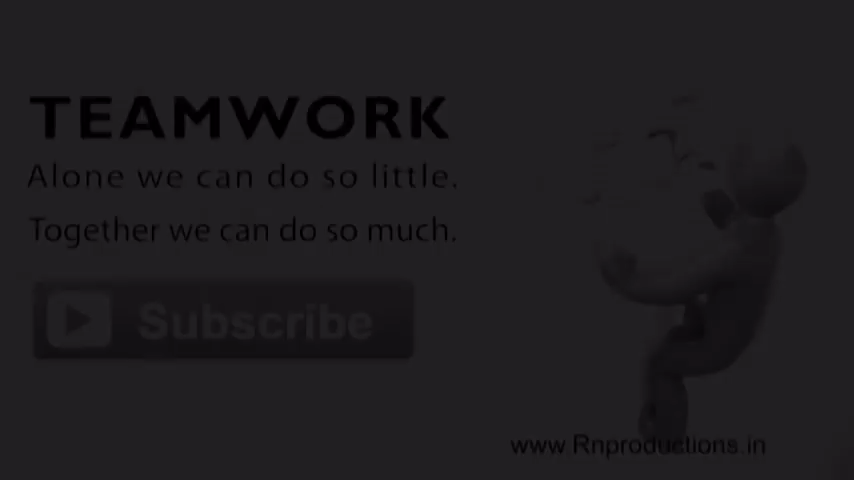 TEAMWORK
Alone we can do so little.
Together we can do so much.
Subscribe
www.Rnproductions.in